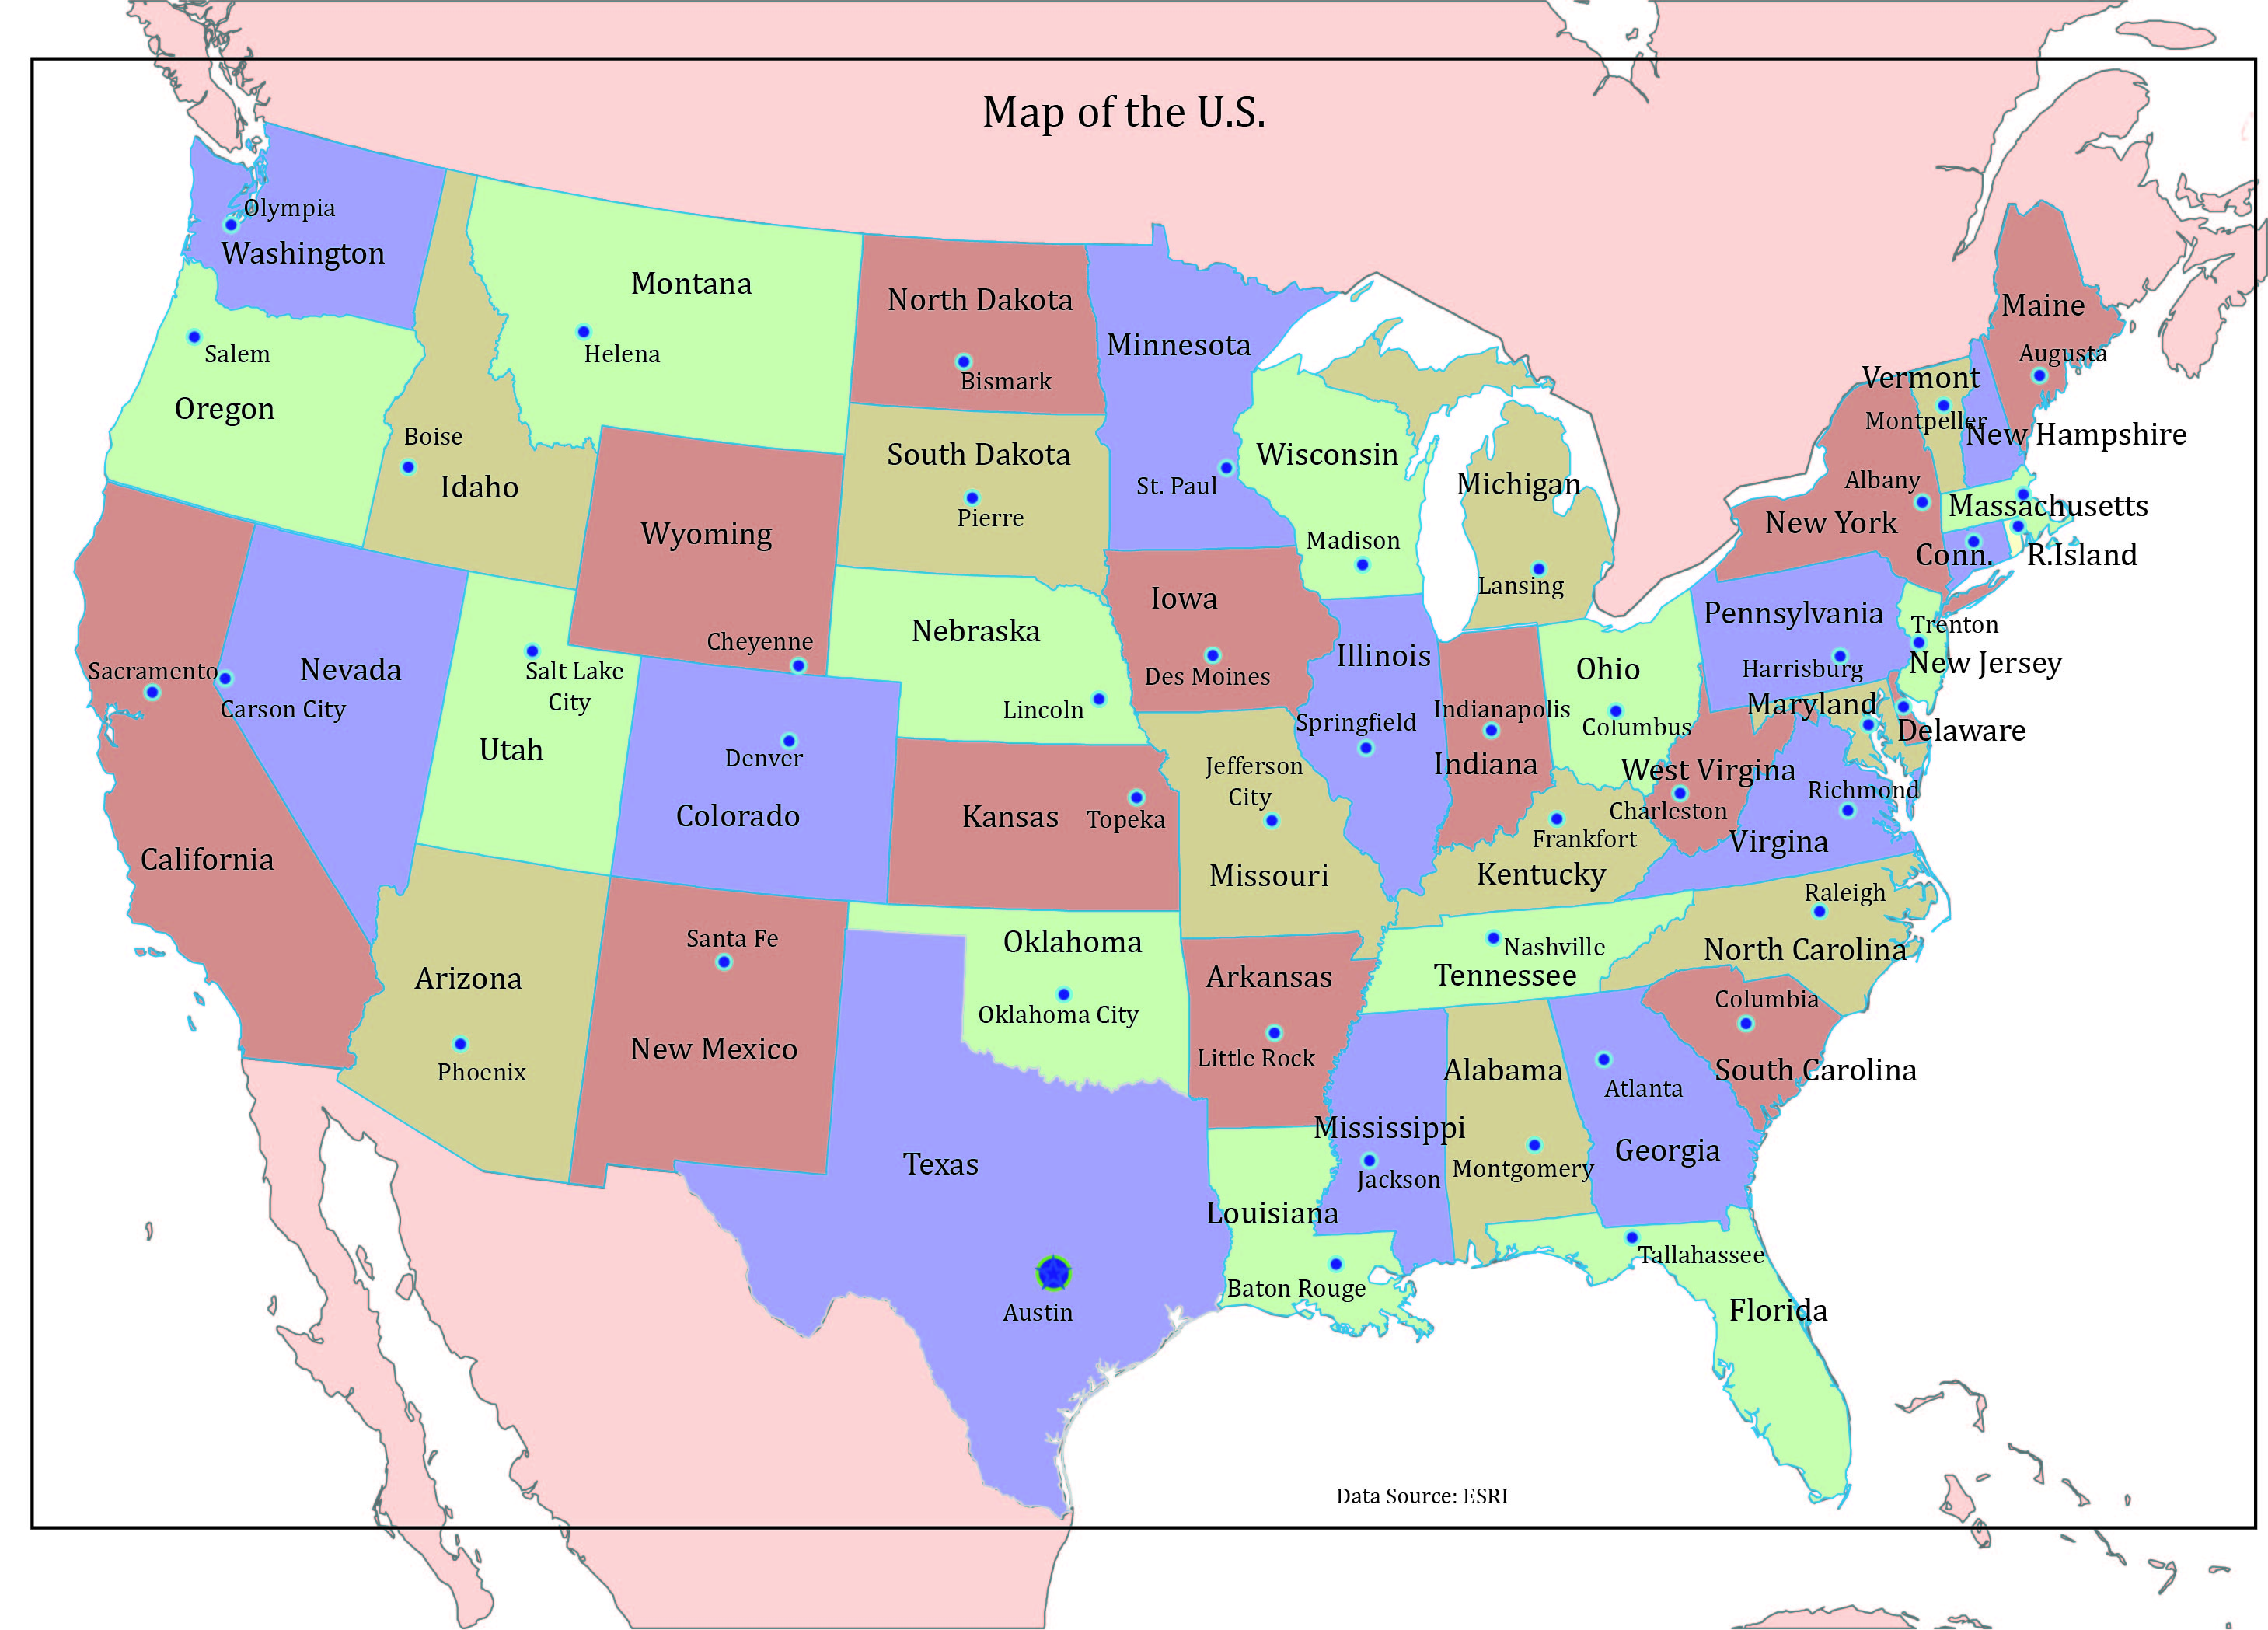 Map of the U.S.
Olympia
Washington
Montana
North Dakota
Minnesota
Maine
Salem
Helena
Bismark
Augusta
Vermont
Oregon
Montpeller
New Hampshire
Boise
Idaho
South Dakota
Wisconsin
St. Paul
Michigan
Albany
Pierre
Massachusetts
Wyoming
New York
Madison
Conn.
R.Island
Lansing
Iowa
Pennsylvania
Trenton
Nebraska
Cheyenne
Illinois
Sacramento
Nevada
Salt Lake
City
Des Moines
Ohio
Harrisburg
New Jersey
Carson City
Lincoln
Springfield
Indianapolis
Columbus
Maryland
Delaware
Utah
Denver
Jefferson
City
Indiana
West Virgina
Richmond
Colorado
Kansas
Topeka
Charleston
Frankfort
Virgina
California
Missouri
Kentucky
Raleigh
Santa Fe
Oklahoma
Nashville
North Carolina
Arizona
Arkansas
Tennessee
Columbia
Oklahoma City
New Mexico
Little Rock
Phoenix
Alabama
Atlanta
South Carolina
Mississippi
Texas
Jackson
Montgomery
Georgia
Louisiana
Tallahassee
Baton Rouge
Austin
Florida
Data Source: ESRI